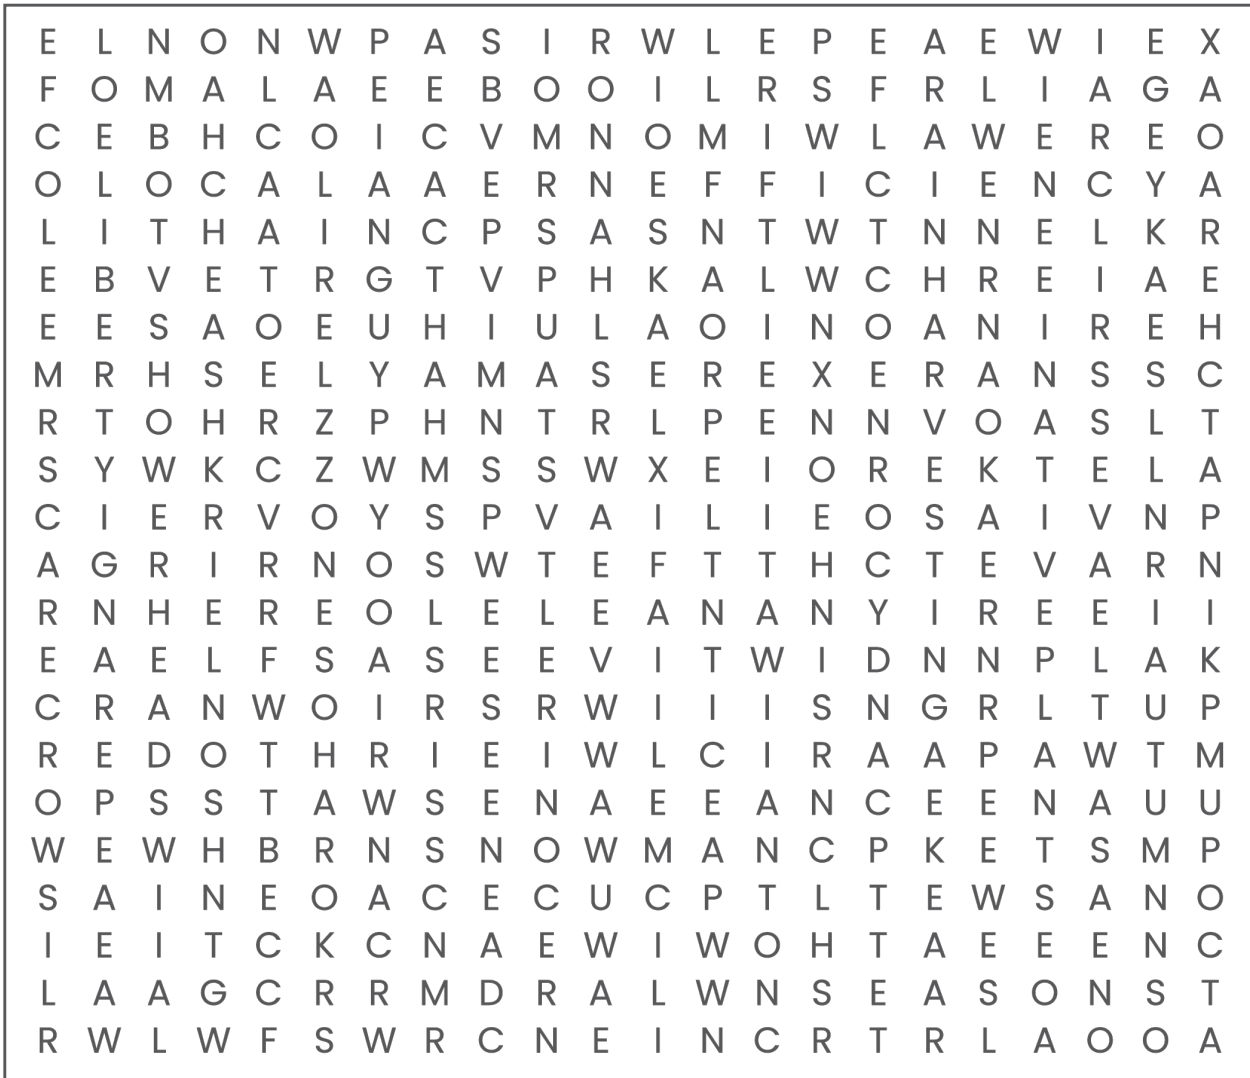 E L N O N W P A S I R W L E P E A E W I E X
F O M A L A E E B O O I L R S F R L I A G A
C E B H C O I C V M N O M I W L A W E R E O
O L O C A L A A E R N E F F I C I E N C Y A
L I T H A I N C P S A S N T W T N N E L K R
E B V E T R G T V P H K A L W C H R E I A E
E E S A O E U H I U L A O I N O A N I R E H
M R H S E L Y A M A S E R E X E R A N S S C
R T O H R Z P H N T R L P E N N V O A S L T
S Y W K C Z W M S S W X E I O R E K T E L A
C I E R V O Y S P V A I L I E O S A I V N P
A G R I R N O S W T E F T T H C T E V A R N
R N H E R E O L E L E A N A N Y I R E E I I
E A E L F S A S E E V I T W I D N N P L A K
C R A N W O I R S R W I I I S N G R L T U P
R E D O T H R I E I W L C I R A A P A W T M
O P S S T A W S E N A E E A N C E E N A U U
W E W H B R N S N O W M A N C P K E T S M P
S A I N E O A C E C U C P T L T E W S A N O
I E I T C K C N A E W I W O H T A E E E N C
L A A G C R R M D R A L W N S E A S O N S T
R W L W F S W R C N E I N C R T R L A O O A